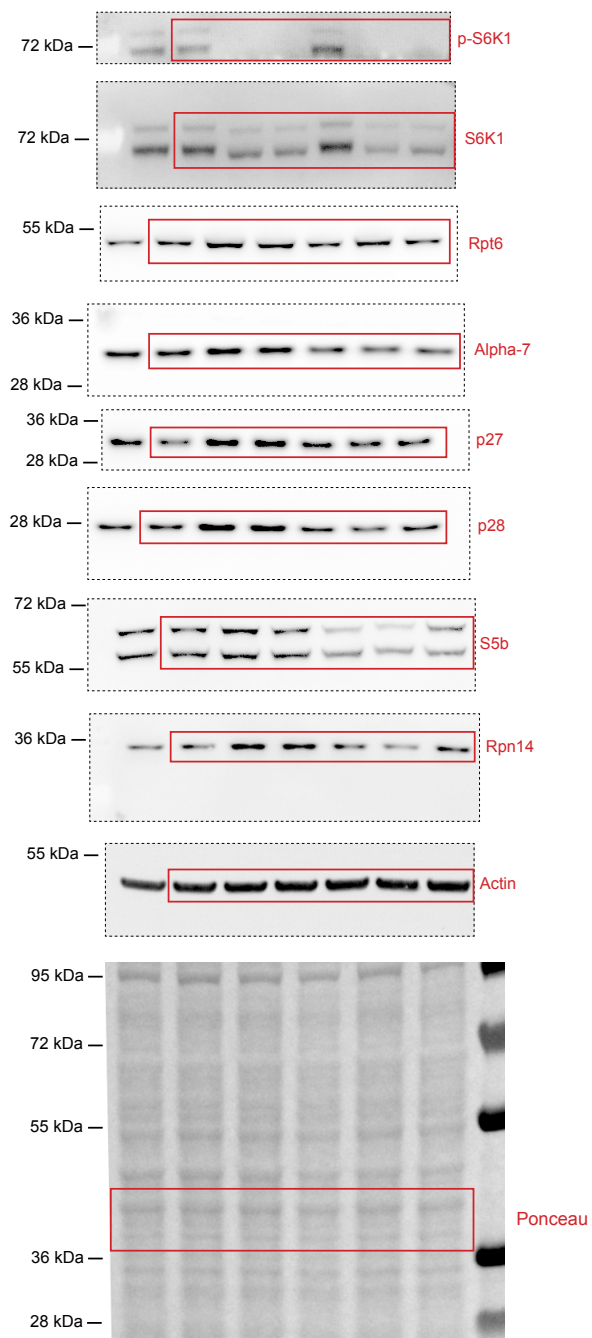 p-S6K1
72 kDa
72 kDa
S6K1
55 kDa
Rpt6
36 kDa
Alpha-7
28 kDa
36 kDa
p27
28 kDa
28 kDa
p28
72 kDa
S5b
55 kDa
36 kDa
Rpn14
55 kDa
Actin
95 kDa
72 kDa
55 kDa
Ponceau
36 kDa
28 kDa